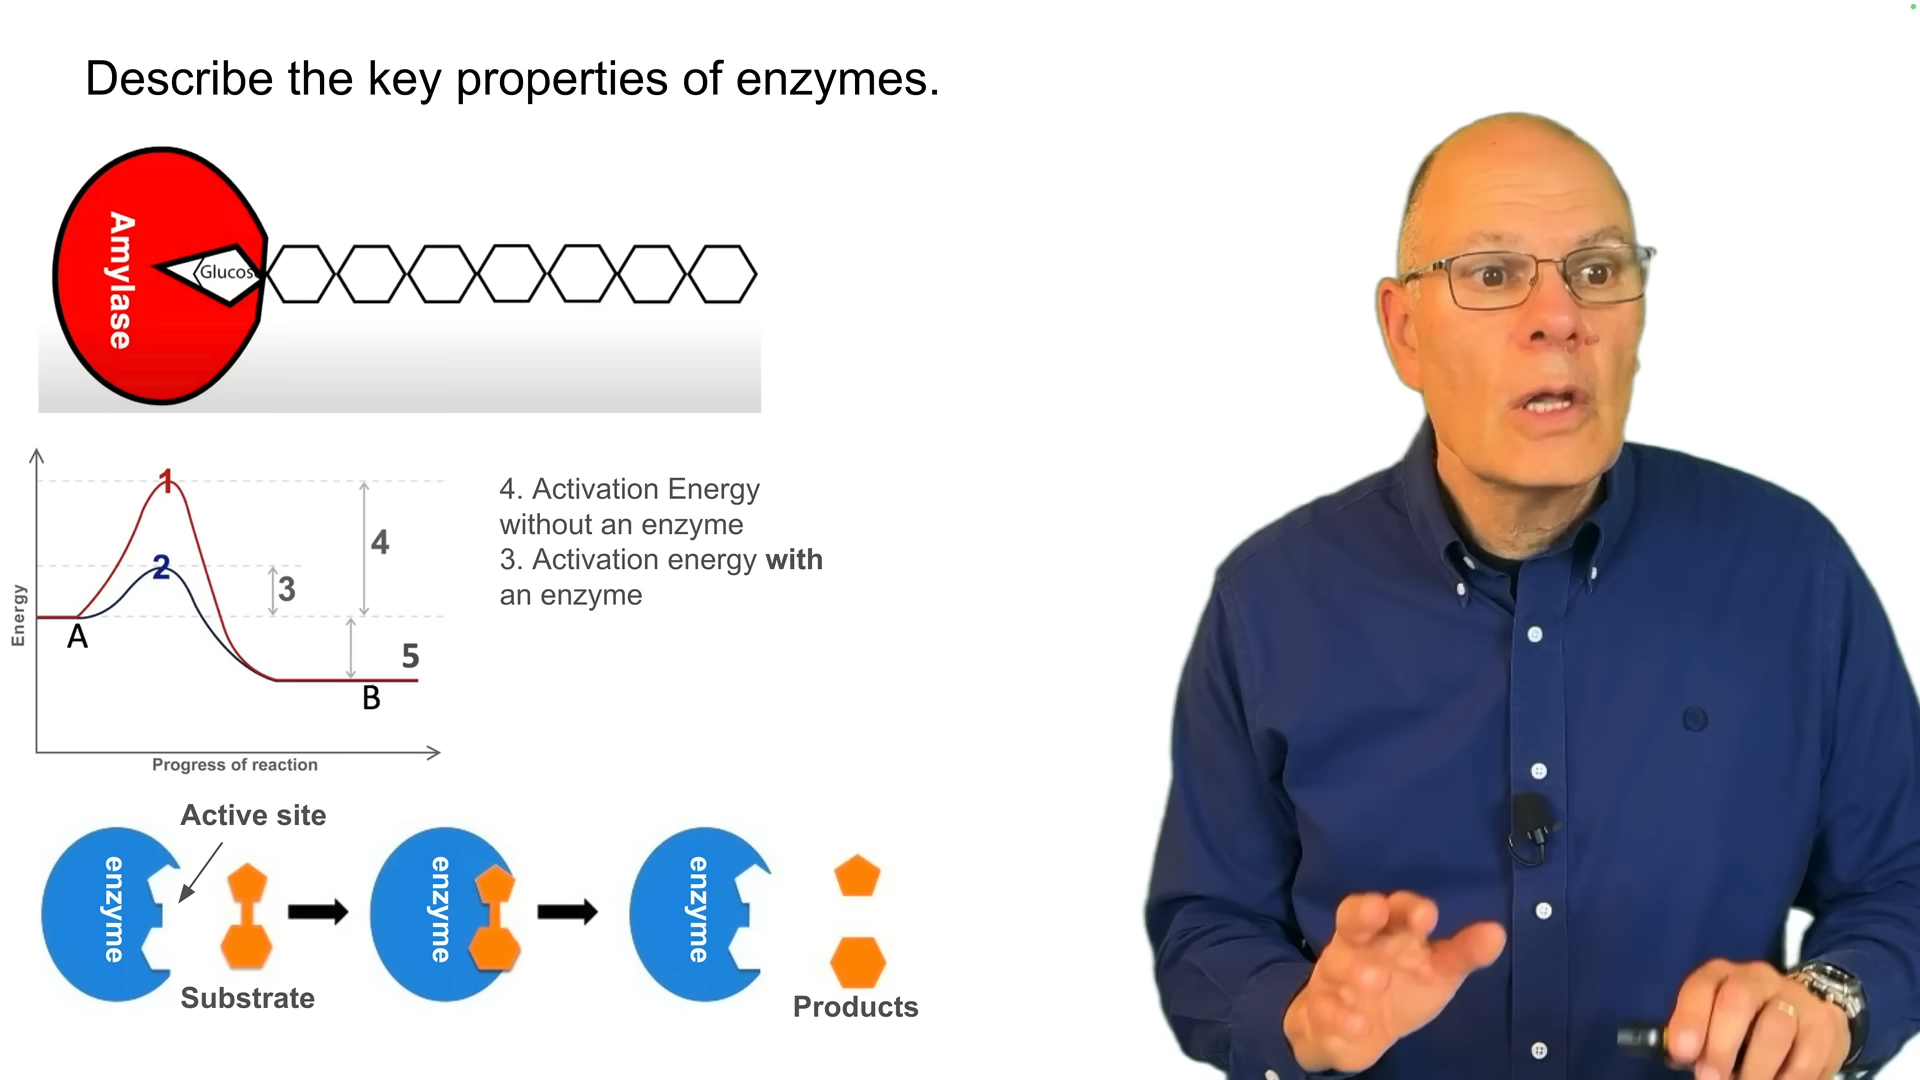 Describe the key properties of enzymes.
Amylase
Glucose
1
4. Activation Energy
without an enzyme
3. Activation energy with
an enzyme
4
2
3
Energy
A
5
B
Progress of reaction
Active site
enzyme
enzyme
enzyme
Substrate
Products